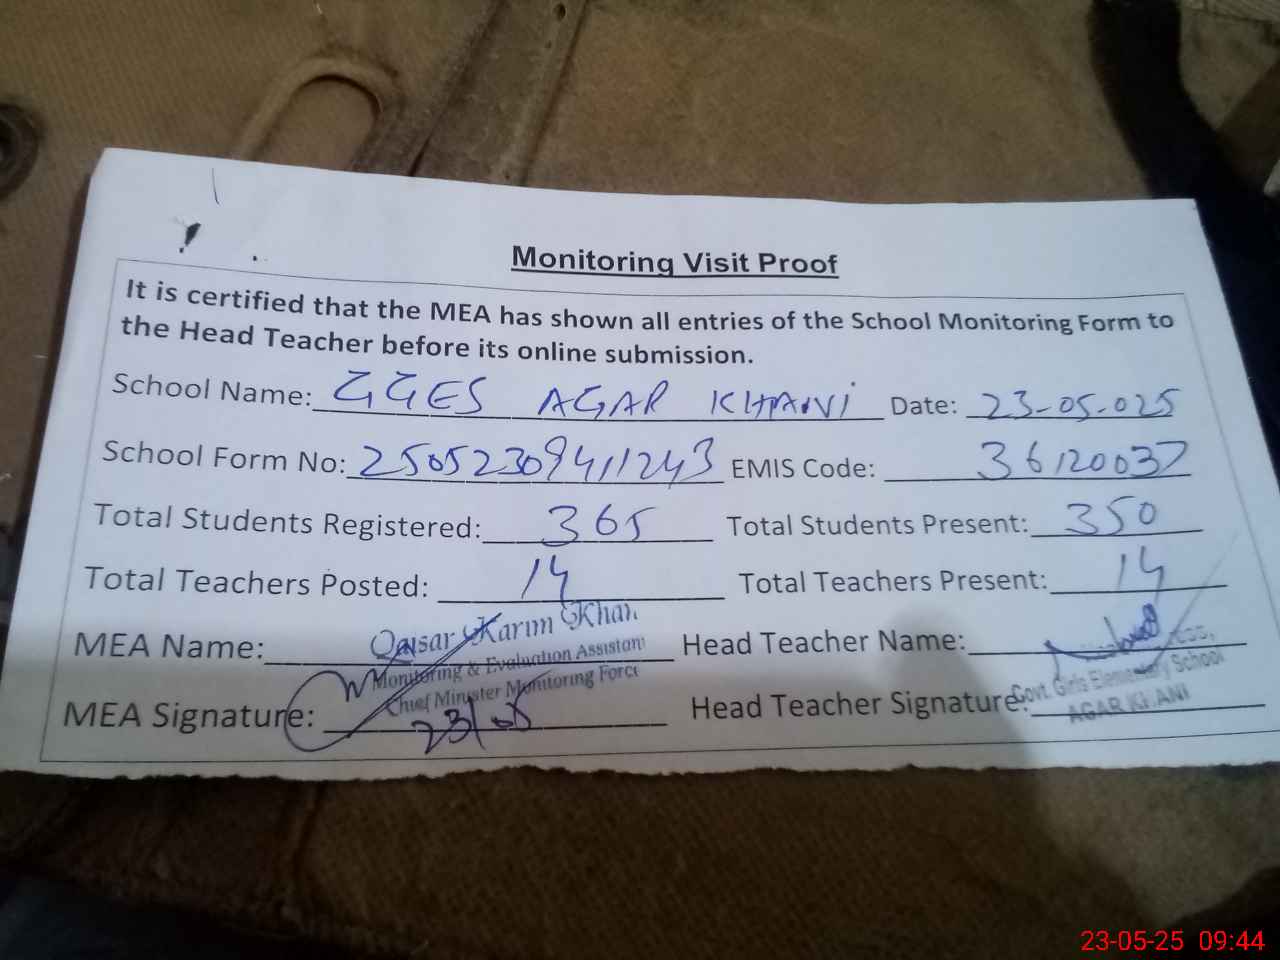 Monitoring Visit Proof
It is certified that the MEA has shown all entries of the School Monitoring Form to
the Head Teacher before its online submission.
School Name: GGES AGAR KHANI Date: 23-05-025
School Form No: 25052309411243 EMIS Code: 36120037
Total Students Registered: 365 Total Students Present: 350
Total Teachers Posted: 14 Total Teachers Present: 14
MEA Name: Qaisar Karim Khan Head Teacher Name:
Monitoring & Evaluation Assistant
Chief Minister Monitoring Force
Govt. Girls Elementary School
AGAR KHANI
MEA Signature: 23/05 Head Teacher Signature:
23-05-25 09:44